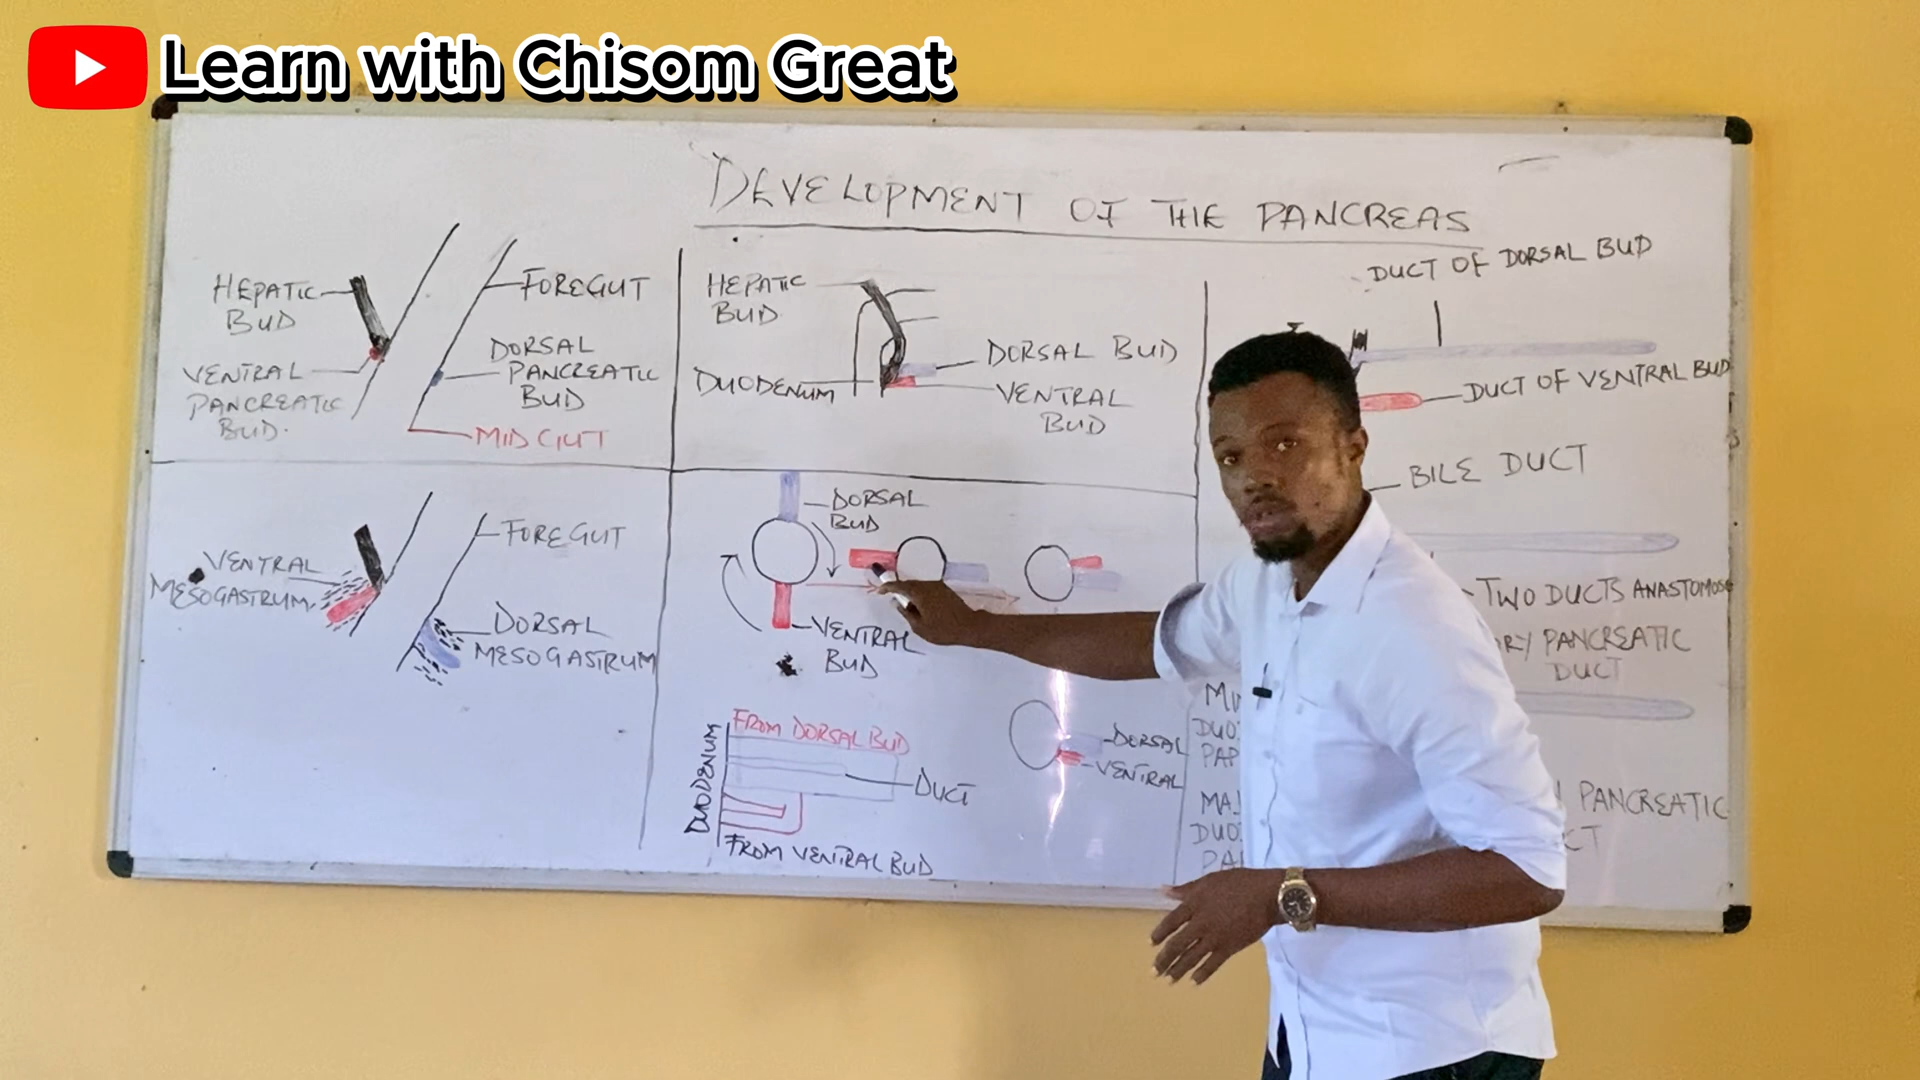 Learn with Chisom Great
DEVELOPMENT OF THE PANCREAS
HEPATIC
BUD
FOREGUT
VENTRAL
PANCREATIC
BUD.
DORSAL
PANCREATIC
BUD
MIDGUT
VENTRAL
MESOGASTRUM
FOREGUT
DORSAL
MESOGASTRUM
HEPATIC
BUD
DUODENUM
DORSAL BUD
VENTRAL
BUD
DORSAL
BUD
VENTRAL
BUD
DUODENUM
FROM DORSAL BUD
DUCT
FROM VENTRAL BUD
DORSAL
VENTRAL
DUCT OF DORSAL BUD
DUCT OF VENTRAL BUD
BILE DUCT
TWO DUCTS ANASTOMOSE
PANCREATIC
DUCT
PANCREATIC